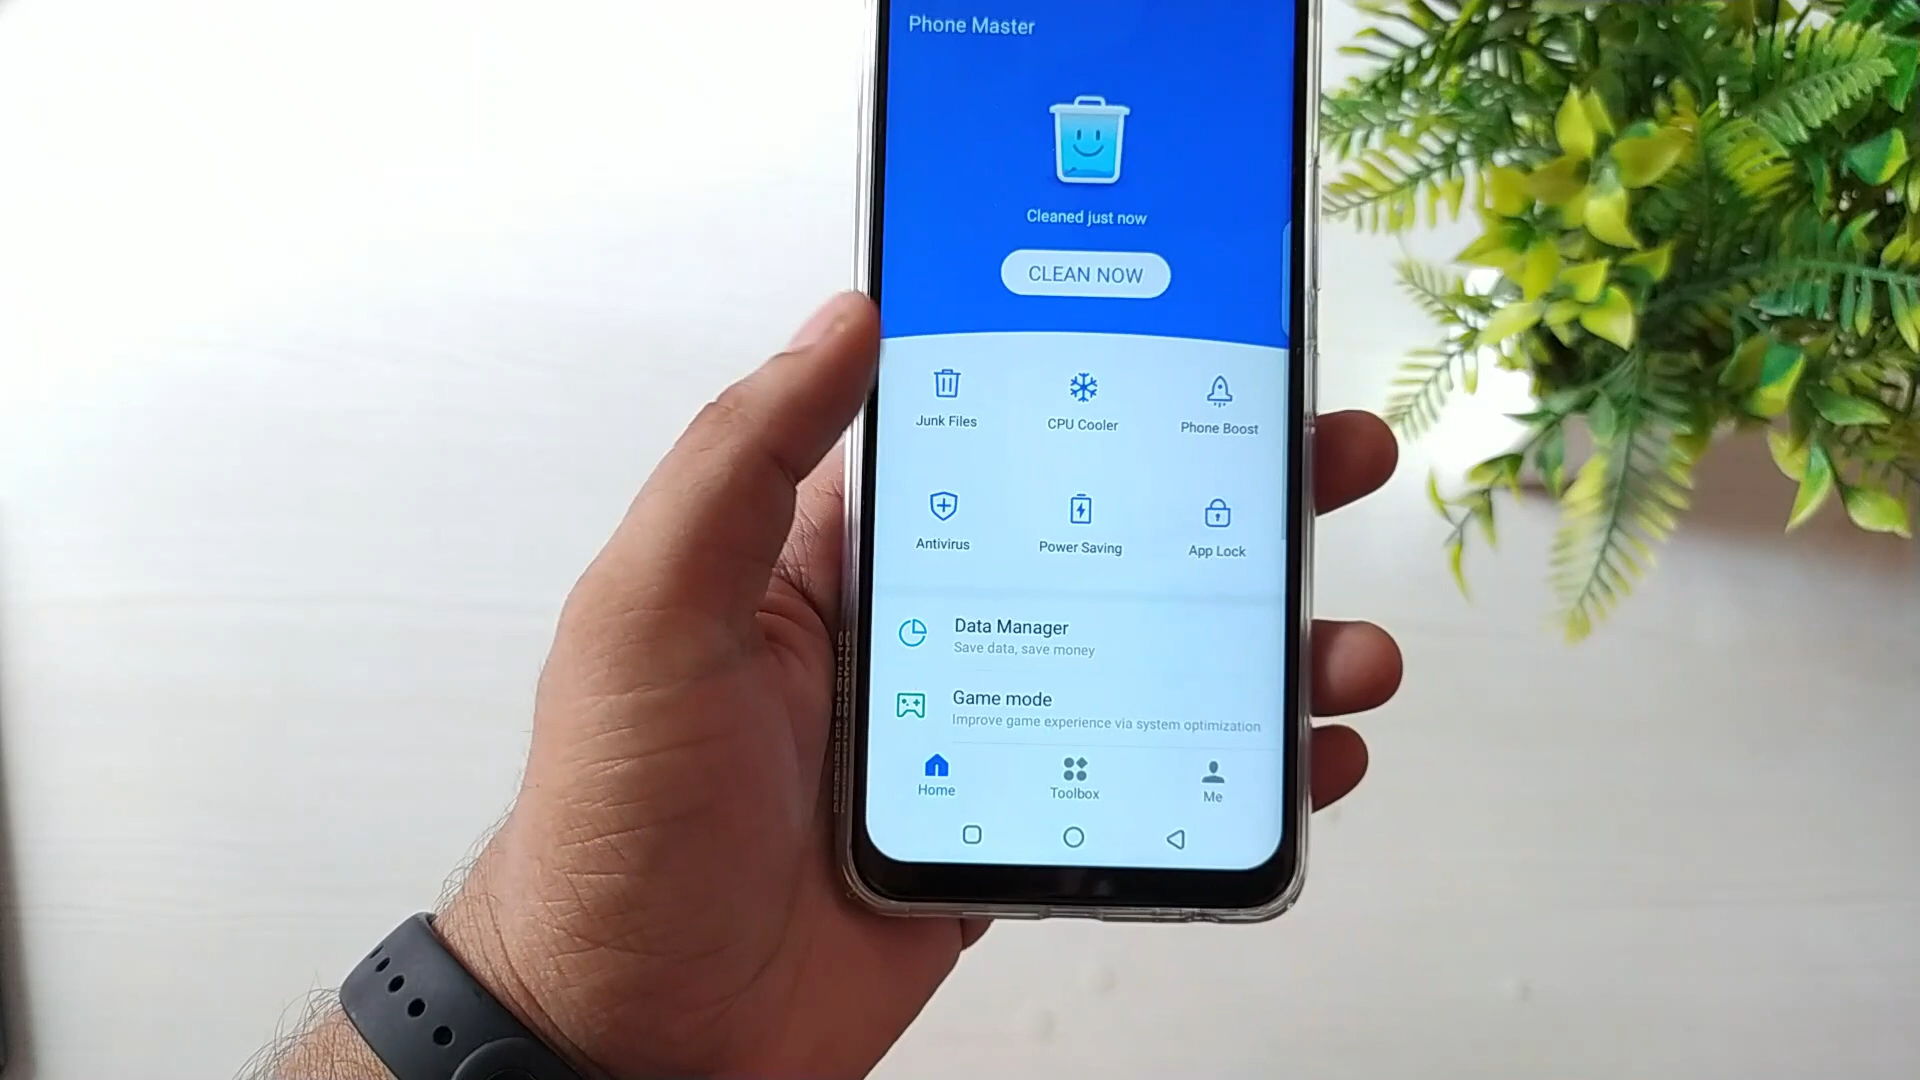 Phone Master
Cleaned just now
CLEAN NOW
Junk Files
CPU Cooler
Phone Boost
Antivirus
Power Saving
App Lock
Data Manager
Save data, save money
Game mode
Improve game experience via system optimization
Home
Toolbox
Me